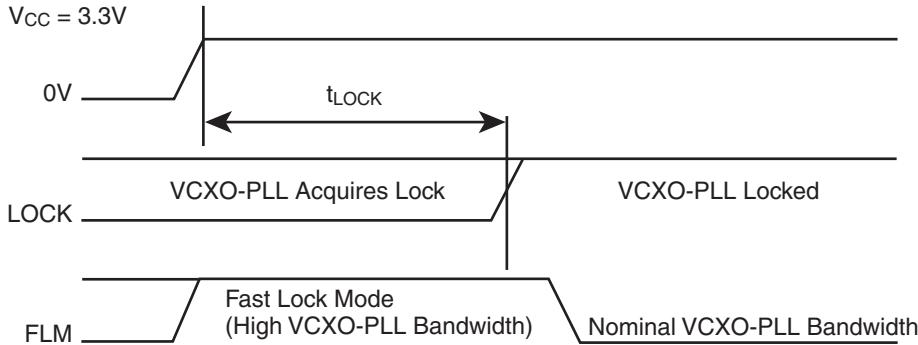 VCC = 3.3V
0V
tLOCK
VCXO-PLL Acquires Lock
VCXO-PLL Locked
LOCK
Fast Lock Mode
(High VCXO-PLL Bandwidth)
Nominal VCXO-PLL Bandwidth
FLM